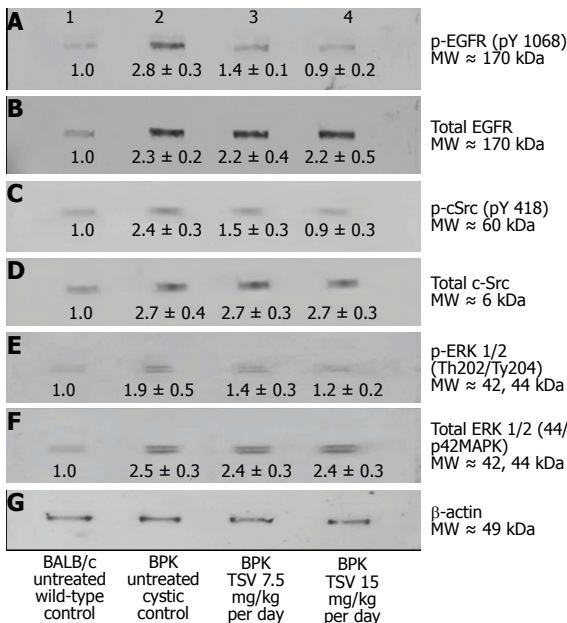 A 1 2 3 4
1.0 2.8 ± 0.3 1.4 ± 0.1 0.9 ± 0.2
p-EGFR (pY 1068)
MW ≈ 170 kDa
B
1.0 2.3 ± 0.2 2.2 ± 0.4 2.2 ± 0.5
Total EGFR
MW ≈ 170 kDa
C
1.0 2.4 ± 0.3 1.5 ± 0.3 0.9 ± 0.3
p-cSrc (pY 418)
MW ≈ 60 kDa
D
1.0 2.7 ± 0.4 2.7 ± 0.3 2.7 ± 0.3
Total c-Src
MW ≈ 6 kDa
E
1.0 1.9 ± 0.5 1.4 ± 0.3 1.2 ± 0.2
p-ERK 1/2
(Th202/Ty204)
MW ≈ 42, 44 kDa
F
1.0 2.5 ± 0.3 2.4 ± 0.3 2.4 ± 0.3
Total ERK 1/2 (44/
p42MAPK)
MW ≈ 42, 44 kDa
G
β-actin
MW ≈ 49 kDa
BALB/c
untreated
wild-type
control
BPK
untreated
cystic
control
BPK
TSV 7.5
mg/kg
per day
BPK
TSV 15
mg/kg
per day